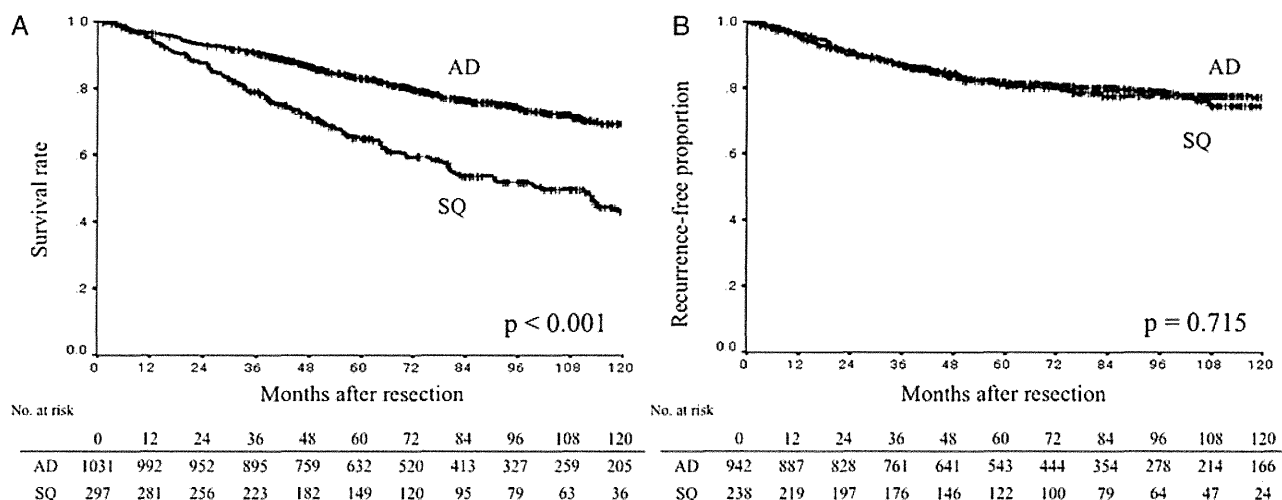 A
Survival rate
1.0
.8
.6
.4
.2
0.0
AD
SQ
p < 0.001
0 12 24 36 48 60 72 84 96 108 120
Months after resection
No. at risk
0 12 24 36 48 60 72 84 96 108 120
AD 1031 992 952 895 759 632 520 413 327 259 205
SQ 297 281 256 223 182 149 120 95 79 63 36
B
Recurrence-free proportion
1.0
.8
.6
.4
.2
0.0
AD
SQ
p = 0.715
0 12 24 36 48 60 72 84 96 108 120
Months after resection
No. at risk
0 12 24 36 48 60 72 84 96 108 120
AD 942 887 828 761 641 543 444 354 278 214 166
SQ 238 219 197 176 146 122 100 79 64 47 24